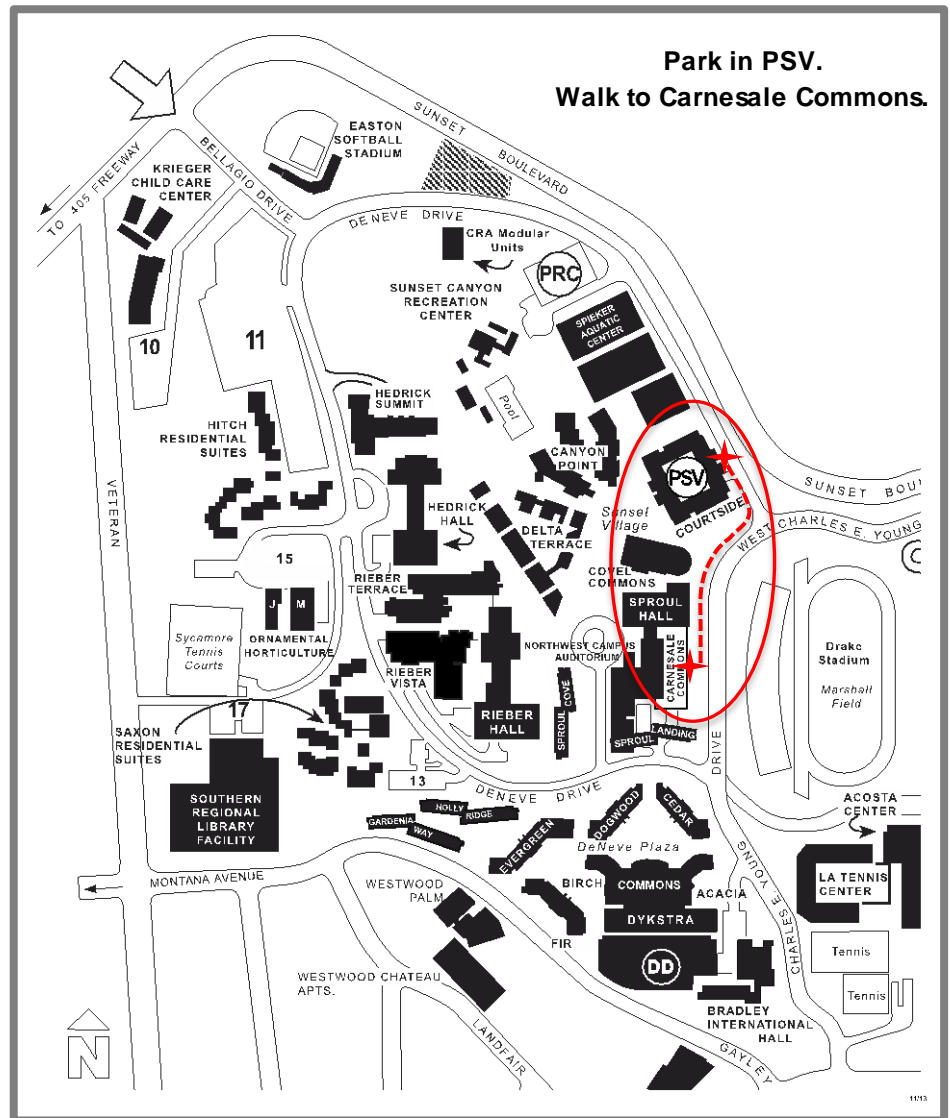 Park in PSV.
Walk to Carnesale Commons.
SUNSET BOULEVARD
EASTON
SOFTBALL
STADIUM
BELLAGIO DRIVE
TO 405 FREEWAY
KRIEGER
CHILD CARE
CENTER
DE NEVE DRIVE
CRA Modular
Units
PRC
SUNSET CANYON
RECREATION
CENTER
SPIEKER
AQUATIC
CENTER
10
11
Pool
HEDRICK
SUMMIT
HITCH
RESIDENTIAL
SUITES
CANYON
POINT
PSV
COURTSIDE
SUNSET BOU
VETERAN
HEDRICK
HALL
Sunset
Village
DELTA
TERRACE
WEST CHARLES E. YOUNG
COVEL
COMMONS
15
RIEBER
TERRACE
SPROUL
HALL
J
M
ORNAMENTAL
HORTICULTURE
Sycamore
Tennis
Courts
NORTHWEST CAMPUS
AUDITORIUM
CARNESALE
COMMONS
Drake
Stadium
Marshall
Field
RIEBER
VISTA
RIEBER
HALL
SPROUL COVE
SPROUL
LANDING
17
SAXON
RESIDENTIAL
SUITES
13
DENEVE DRIVE
DRIVE
SOUTHERN
REGIONAL
LIBRARY
FACILITY
HOLLY
RIDGE
GARDENIA
WAY
EVERGREEN
DOGWOOD
CEDAR
ACOSTA
CENTER
DeNeve Plaza
MONTANA AVENUE
BIRCH
COMMONS
ACACIA
LA TENNIS
CENTER
WESTWOOD
PALM
DYKSTRA
CHARLES E. YOUNG
FIR
Tennis
WESTWOOD CHATEAU
APTS.
DD
Tennis
BRADLEY
INTERNATIONAL
HALL
LANDFAIR
GAYLEY
N
11/13